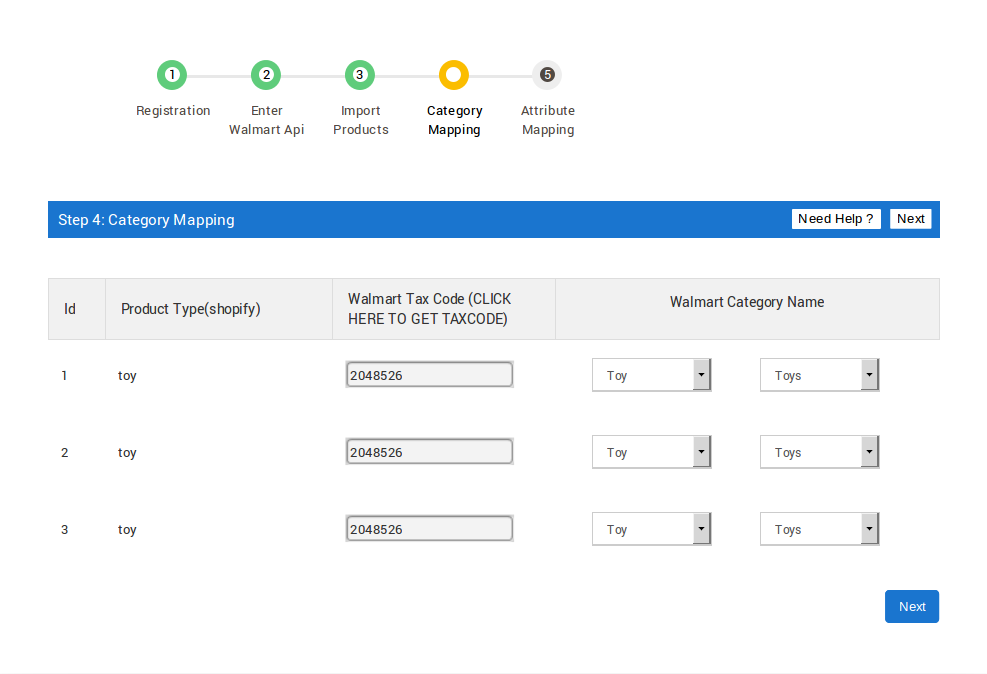 1 2 3 5
Registration Enter Import Category Attribute
Walmart Api Products Mapping Mapping
Step 4: Category Mapping Need Help ? Next
Id Product Type(shopify) Walmart Tax Code (CLICK Walmart Category Name
HERE TO GET TAXCODE)
1 toy 2048526 Toy Toys
2 toy 2048526 Toy Toys
3 toy 2048526 Toy Toys
Next